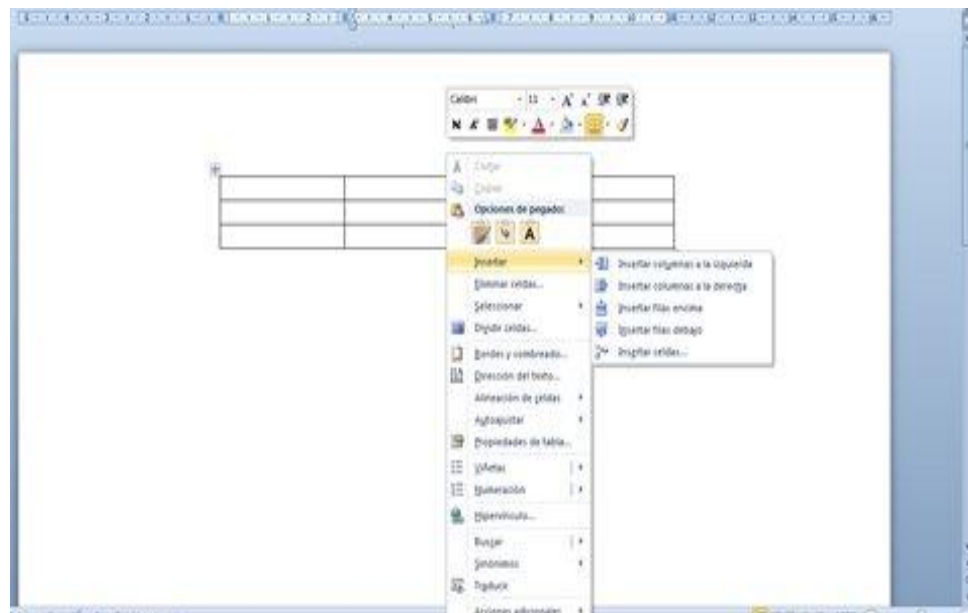 Calibri 11 A A
N K A
Cortar
Copiar
Opciones de pegado:
A
Insertar
Eliminar celdas...
Seleccionar
Dividir celdas...
Bordes y sombreado...
Dirección del texto...
Alineación de celdas
Autoajustar
Propiedades de tabla...
Viñetas
Numeración
Hipervínculo...
Buscar
Sinónimos
Traducir
Acciones adicionales
Insertar columnas a la izquierda
Insertar columnas a la derecha
Insertar filas encima
Insertar filas debajo
Insertar celdas...